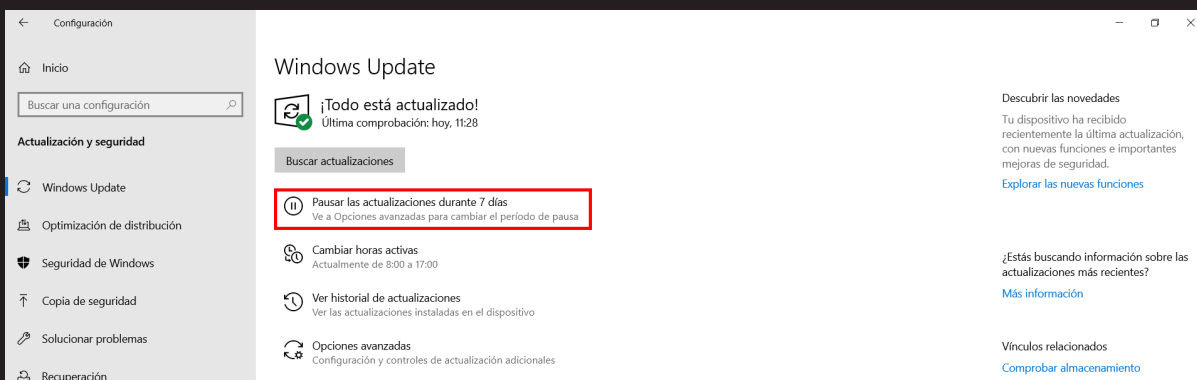 Configuración
Inicio
Buscar una configuración
Actualización y seguridad
Windows Update
Optimización de distribución
Seguridad de Windows
Copia de seguridad
Solucionar problemas
Recuperación
Windows Update
¡Todo está actualizado!
Última comprobación: hoy, 11:28
Buscar actualizaciones
Pausar las actualizaciones durante 7 días
Ve a Opciones avanzadas para cambiar el período de pausa
Cambiar horas activas
Actualmente de 8:00 a 17:00
Ver historial de actualizaciones
Ver las actualizaciones instaladas en el dispositivo
Opciones avanzadas
Configuración y controles de actualización adicionales
Descubrir las novedades
Tu dispositivo ha recibido
recientemente la última actualización,
con nuevas funciones e importantes
mejoras de seguridad.
Explorar las nuevas funciones
¿Estás buscando información sobre las
actualizaciones más recientes?
Más información
Vínculos relacionados
Comprobar almacenamiento